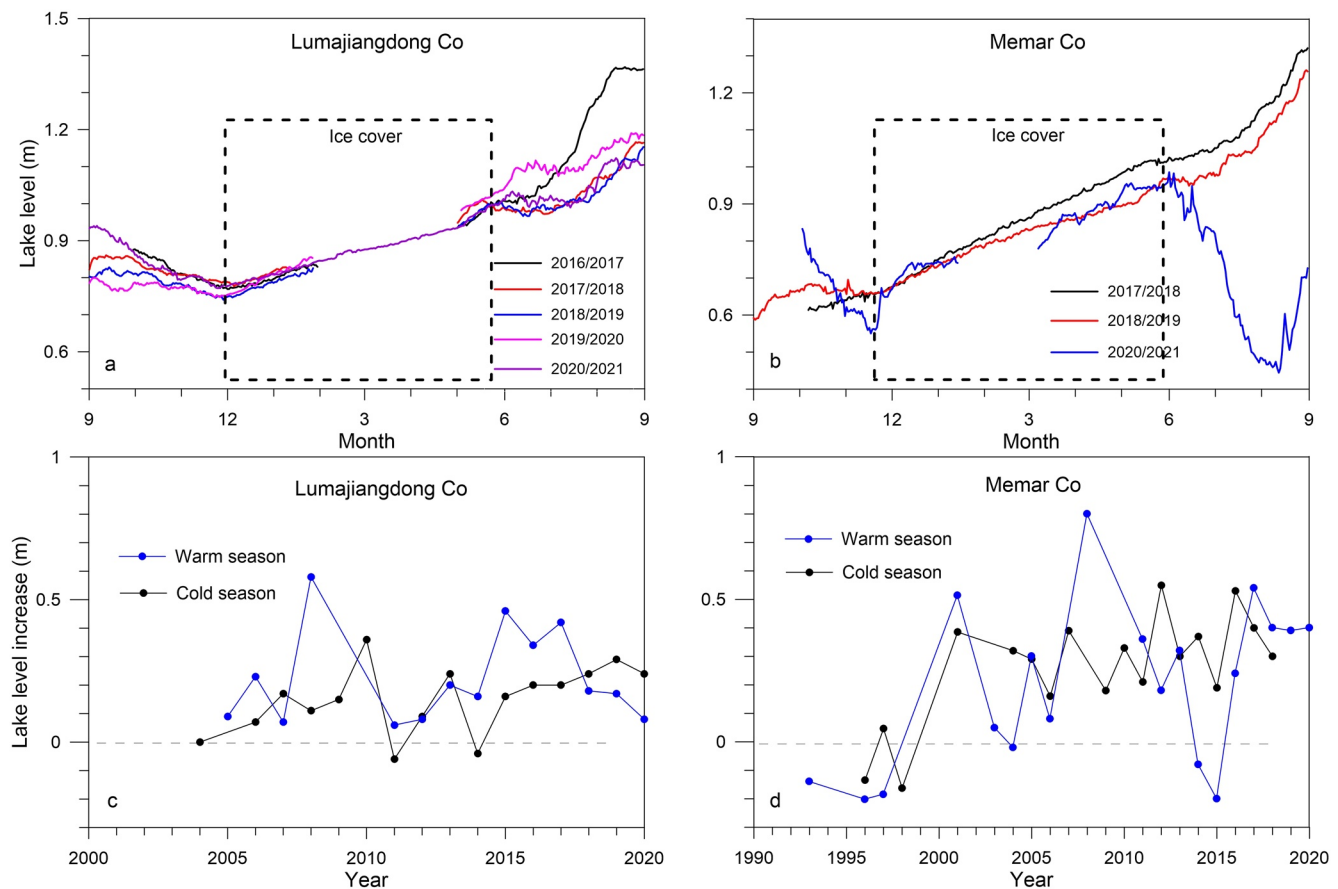 Lumajiangdong Co
Ice cover
Lake level (m)
1.5
1.2
0.9
0.6
2016/2017
2017/2018
2018/2019
2019/2020
2020/2021
a
9 12 3 6 9
Month
Memar Co
Ice cover
1.2
0.9
0.6
2017/2018
2018/2019
2020/2021
b
9 12 3 6 9
Month
Lumajiangdong Co
Warm season
Cold season
Lake level increase (m)
1
0.5
0
c
2000 2005 2010 2015 2020
Year
Memar Co
Warm season
Cold season
1
0.5
0
d
1990 1995 2000 2005 2010 2015 2020
Year